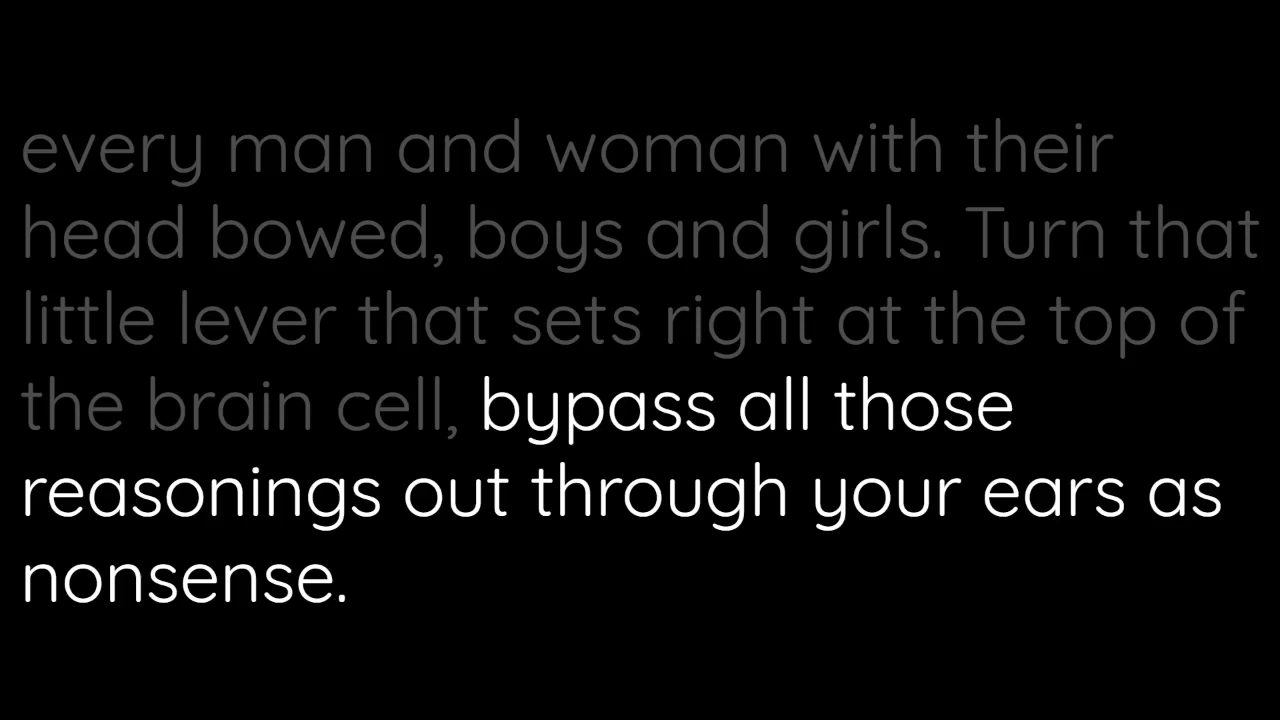 every man and woman with their
head bowed, boys and girls. Turn that
little lever that sets right at the top of
the brain cell, bypass all those
reasonings out through your ears as
nonsense.